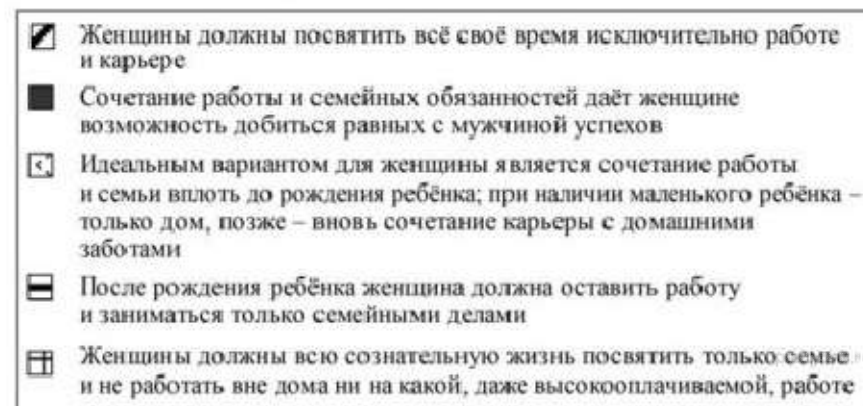 Женщины должны посвятить всё своё время исключительно работе
и карьере
Сочетание работы и семейных обязанностей даёт женщине
возможность добиться равных с мужчиной успехов
Идеальным вариантом для женщины является сочетание работы
и семьи вплоть до рождения ребёнка; при наличии маленького ребёнка –
только дом, позже – вновь сочетание карьеры с домашними
заботами
После рождения ребёнка женщина должна оставить работу
и заниматься только семейными делами
Женщины должны всю сознательную жизнь посвятить только семье
и не работать вне дома ни на какой, даже высокооплачиваемой, работе